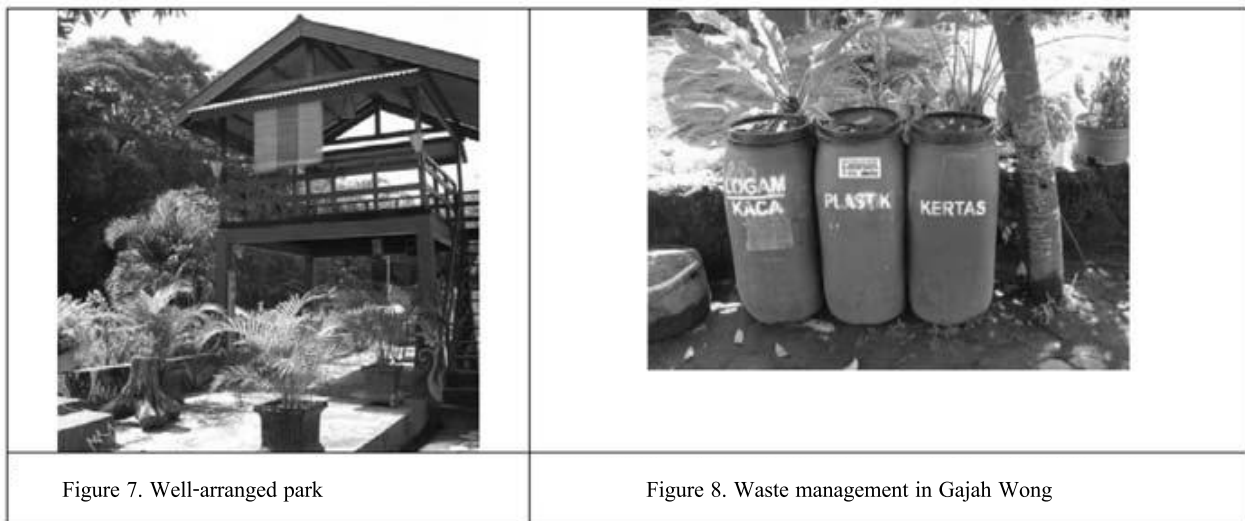 LOGAM
KACA
PLASTIK
KERTAS
Figure 7. Well-arranged park
Figure 8. Waste management in Gajah Wong